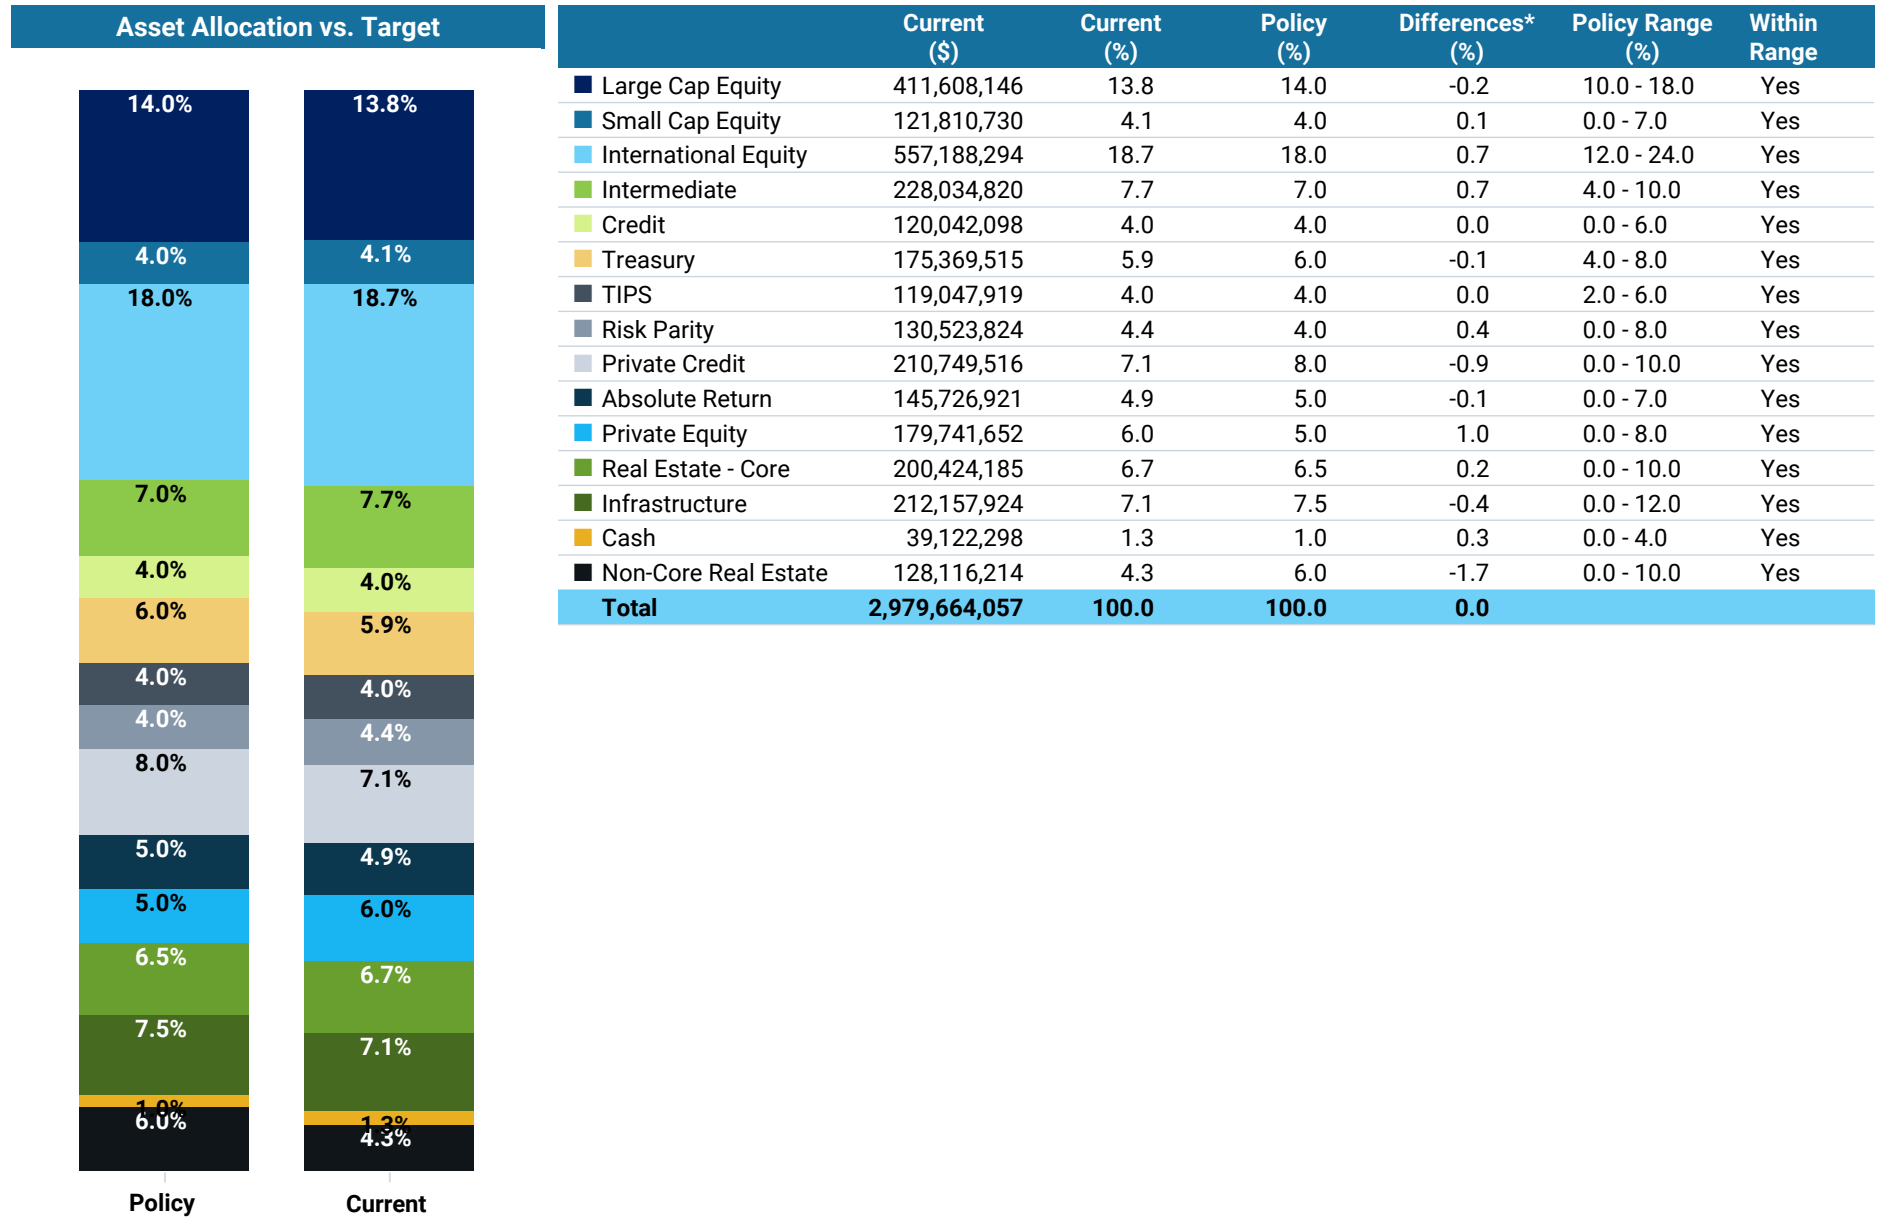 Asset Allocation vs. Target
14.0%
4.0%
18.0%
7.0%
4.0%
6.0%
4.0%
4.0%
8.0%
5.0%
5.0%
6.5%
7.5%
1.0%
6.0%
Policy
13.8%
4.1%
18.7%
7.7%
4.0%
5.9%
4.0%
4.4%
7.1%
4.9%
6.0%
6.7%
7.1%
1.3%
4.3%
Current
Current ($) Current (%) Policy (%) Differences* (%) Policy Range (%) Within Range
Large Cap Equity 411,608,146 13.8 14.0 -0.2 10.0 - 18.0 Yes
Small Cap Equity 121,810,730 4.1 4.0 0.1 0.0 - 7.0 Yes
International Equity 557,188,294 18.7 18.0 0.7 12.0 - 24.0 Yes
Intermediate 228,034,820 7.7 7.0 0.7 4.0 - 10.0 Yes
Credit 120,042,098 4.0 4.0 0.0 0.0 - 6.0 Yes
Treasury 175,369,515 5.9 6.0 -0.1 4.0 - 8.0 Yes
TIPS 119,047,919 4.0 4.0 0.0 2.0 - 6.0 Yes
Risk Parity 130,523,824 4.4 4.0 0.4 0.0 - 8.0 Yes
Private Credit 210,749,516 7.1 8.0 -0.9 0.0 - 10.0 Yes
Absolute Return 145,726,921 4.9 5.0 -0.1 0.0 - 7.0 Yes
Private Equity 179,741,652 6.0 5.0 1.0 0.0 - 8.0 Yes
Real Estate - Core 200,424,185 6.7 6.5 0.2 0.0 - 10.0 Yes
Infrastructure 212,157,924 7.1 7.5 -0.4 0.0 - 12.0 Yes
Cash 39,122,298 1.3 1.0 0.3 0.0 - 4.0 Yes
Non-Core Real Estate 128,116,214 4.3 6.0 -1.7 0.0 - 10.0 Yes
Total 2,979,664,057 100.0 100.0 0.0